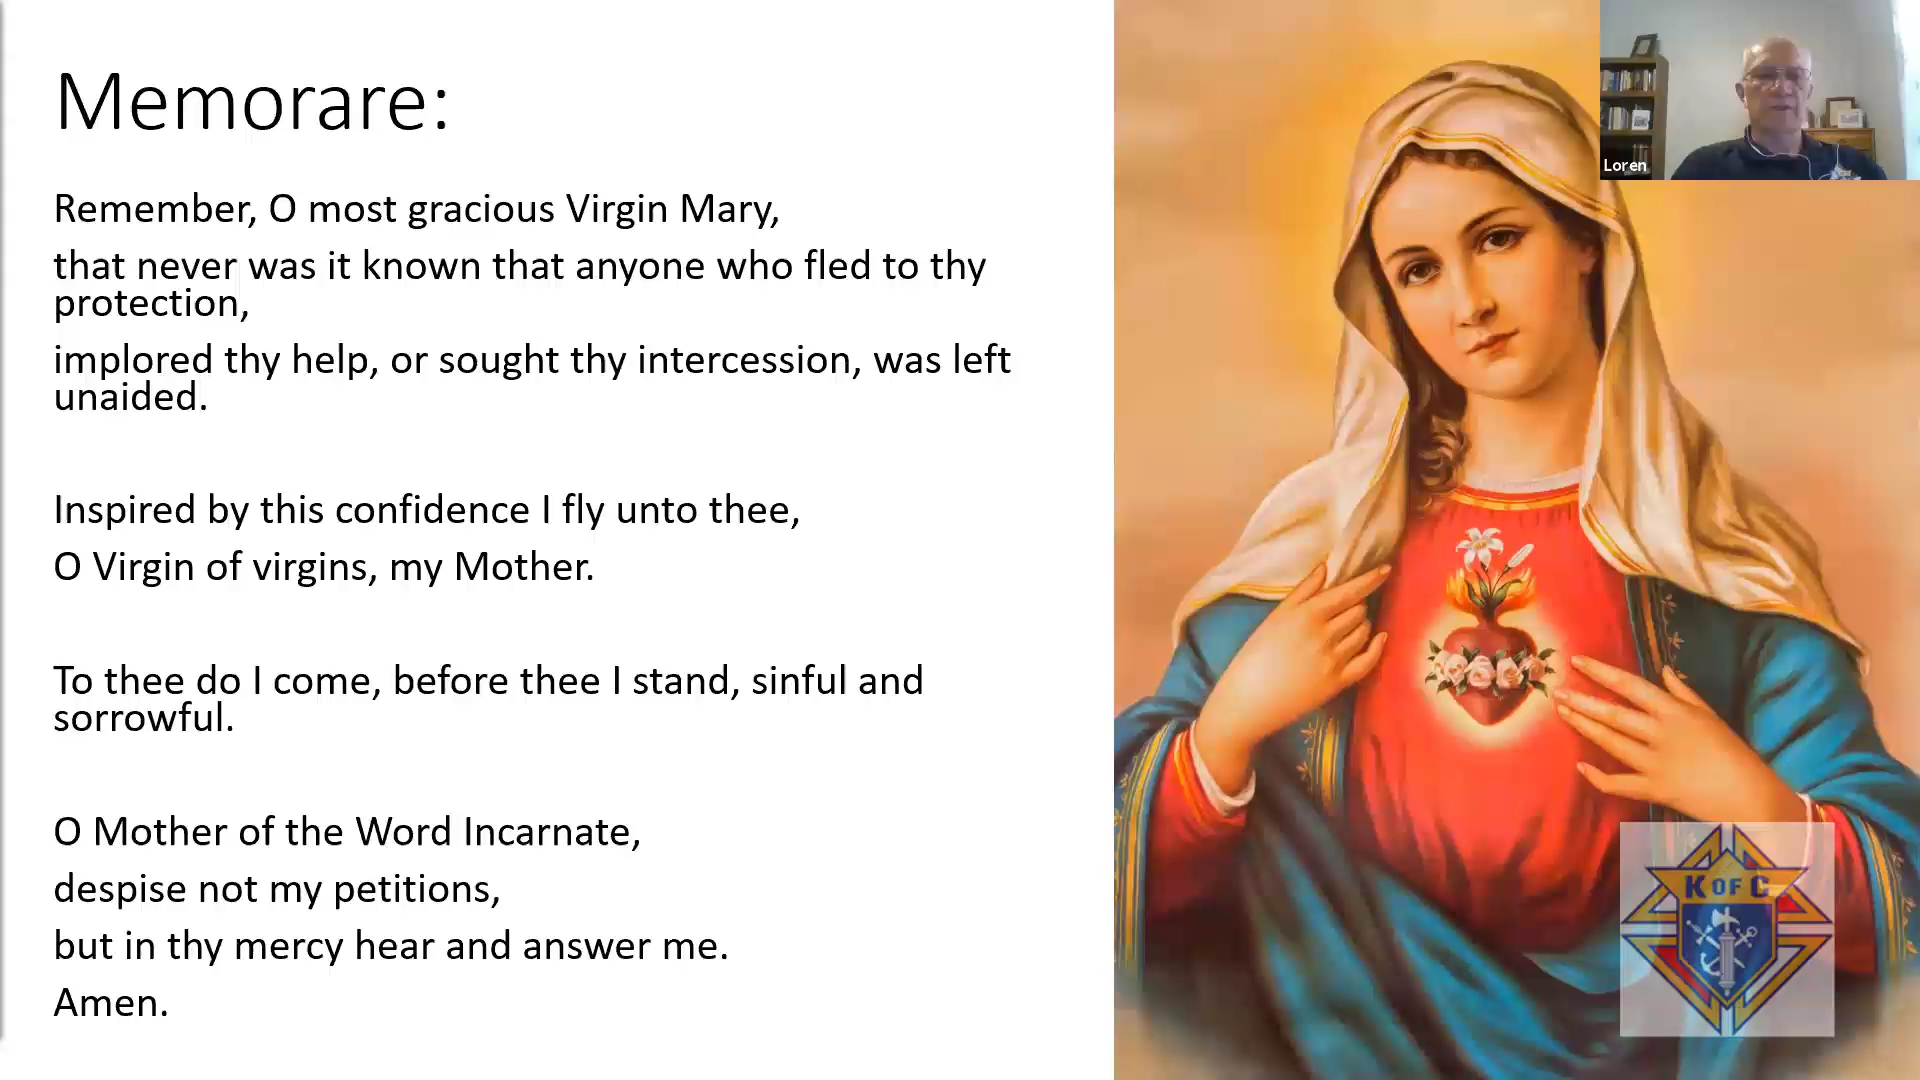 Memorare:
Remember, O most gracious Virgin Mary,
that never was it known that anyone who fled to thy
protection,
implored thy help, or sought thy intercession, was left
unaided.
Inspired by this confidence I fly unto thee,
O Virgin of virgins, my Mother.
To thee do I come, before thee I stand, sinful and
sorrowful.
O Mother of the Word Incarnate,
despise not my petitions,
but in thy mercy hear and answer me.
Amen.
Loren
K OF C